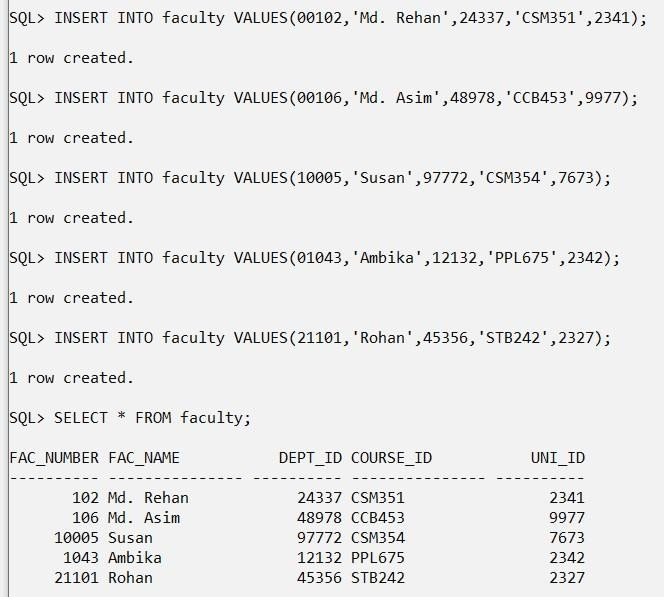 SQL> INSERT INTO faculty VALUES(00102,'Md. Rehan',24337,'CSM351',2341);
1 row created.
SQL> INSERT INTO faculty VALUES(00106,'Md. Asim',48978,'CCB453',9977);
1 row created.
SQL> INSERT INTO faculty VALUES(10005,'Susan',97772,'CSM354',7673);
1 row created.
SQL> INSERT INTO faculty VALUES(01043,'Ambika',12132,'PPL675',2342);
1 row created.
SQL> INSERT INTO faculty VALUES(21101,'Rohan',45356,'STB242',2327);
1 row created.
SQL> SELECT * FROM faculty;
FAC_NUMBER FAC_NAME           DEPT_ID COURSE_ID           UNI_ID
---------- --------------- ---------- --------------- ----------
       102 Md. Rehan            24337 CSM351                2341
       106 Md. Asim             48978 CCB453                9977
     10005 Susan                97772 CSM354                7673
      1043 Ambika               12132 PPL675                2342
     21101 Rohan                45356 STB242                2327